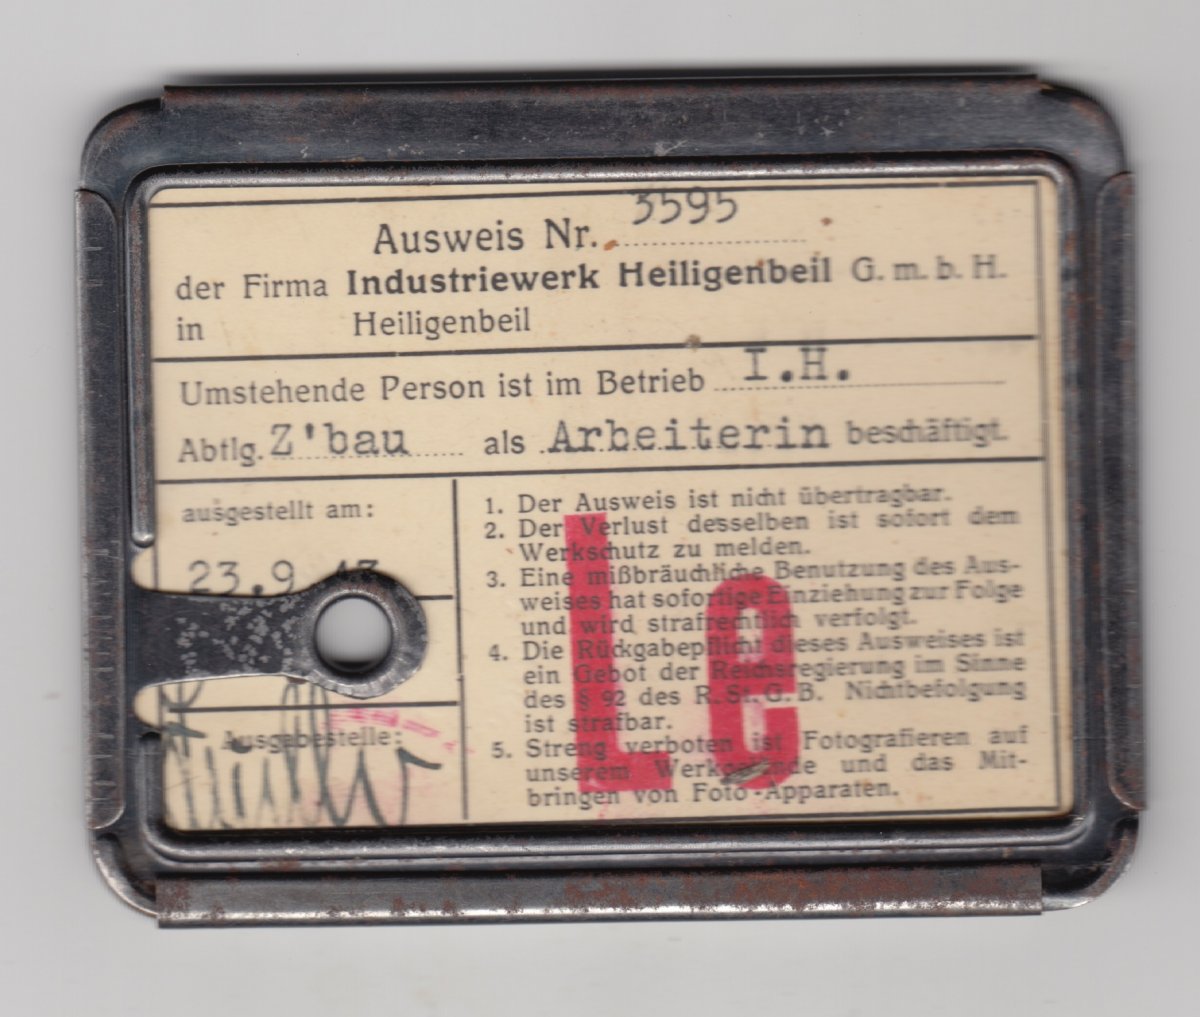 Ausweis Nr. 3595
der Firma Industriewerk Heiligenbeil G. m. b. H.
in Heiligenbeil
Umstehende Person ist im Betrieb I.H.
Abtlg. Z'bau als Arbeiterin beschäftigt.
ausgestellt am:
23.9.43
Ausgabestelle:
1. Der Ausweis ist nicht übertragbar.
2. Der Verlust desselben ist sofort dem
Werkschutz zu melden.
3. Eine mißbräuchliche Benutzung des Aus-
weises hat sofortige Einziehung zur Folge
und wird strafrechtlich verfolgt.
4. Die Rückgabepflicht dieses Ausweises ist
ein Gebot der Reichsregierung im Sinne
des § 92 des R. St. G. B. Nichtbefolgung
ist strafbar.
5. Streng verboten ist Fotografieren auf
unserem Werkgelände und das Mit-
bringen von Foto-Apparaten.
Le